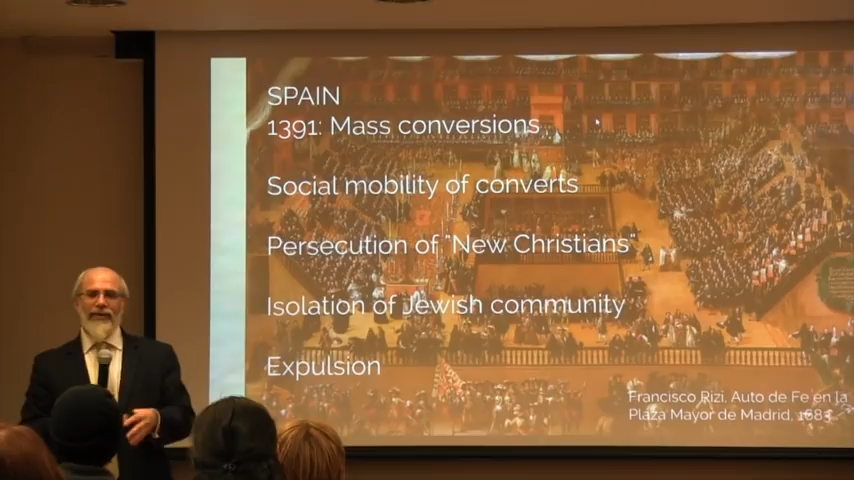 SPAIN
1391: Mass conversions
Social mobility of converts
Persecution of "New Christians"
Isolation of Jewish community
Expulsion
Francisco Rizi, Auto de Fe en la
Plaza Mayor de Madrid, 1683